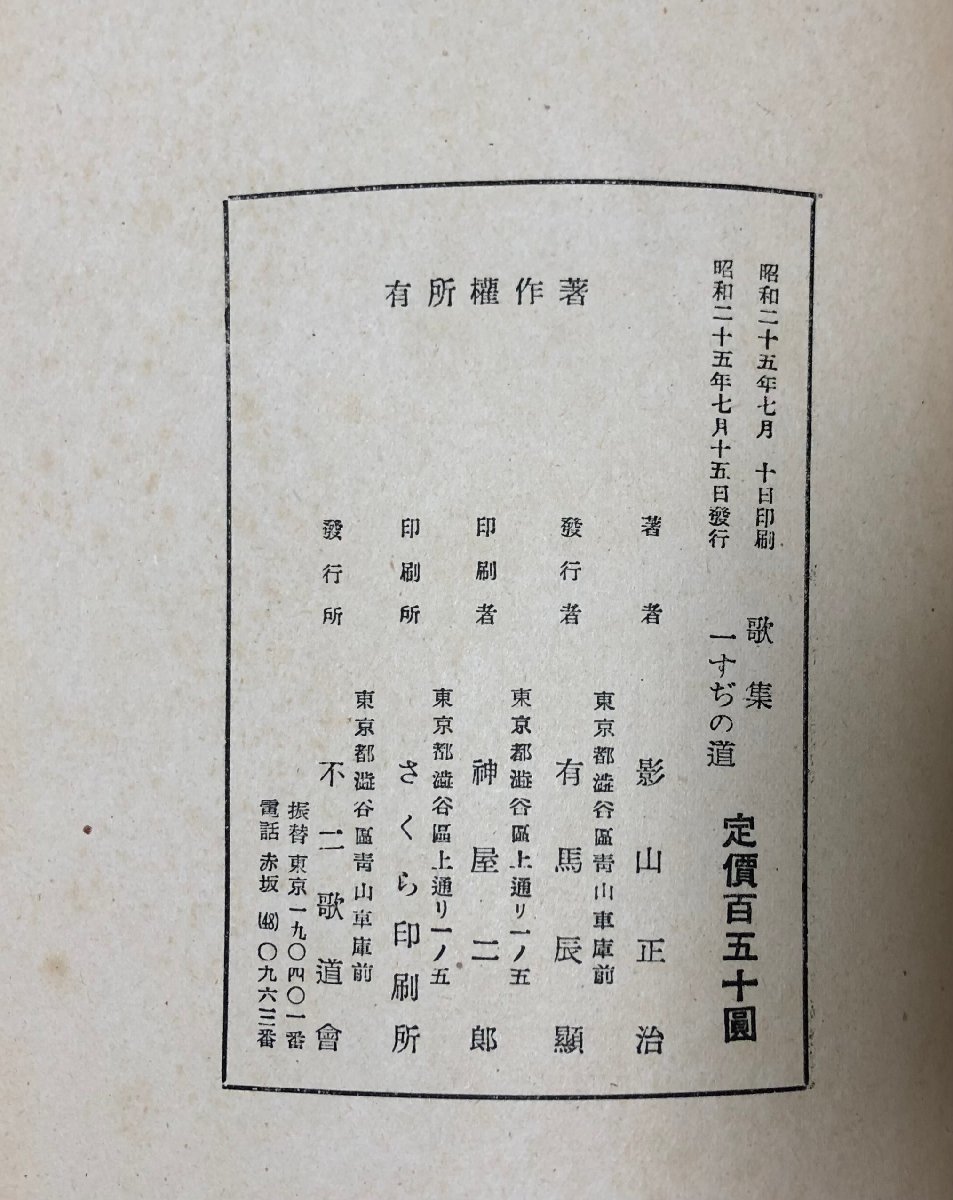 昭和二十五年七月　十日印刷
昭和二十五年七月十五日發行
歌集
一すぢの道
定價百五十圓
著作權所有
著者　影山正治
東京都澁谷區靑山車庫前
發行者　有馬辰顯
東京都澁谷區上通リ一ノ五
印刷者　神屋二郎
東京都澁谷區上通リ一ノ五
印刷所　さくら印刷所
東京都澁谷區靑山車庫前
發行所　不二歌道會
振替東京一九〇四〇一番
電話赤坂(48)〇九六三番